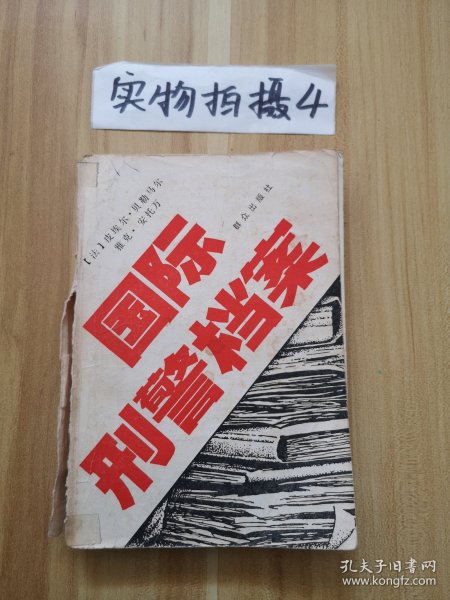 实物拍摄4
【法】皮埃尔·贝勒马尔
雅克·安托万
群众出版社
国际
刑警档案
孔夫子旧书网
www.kongfz.com